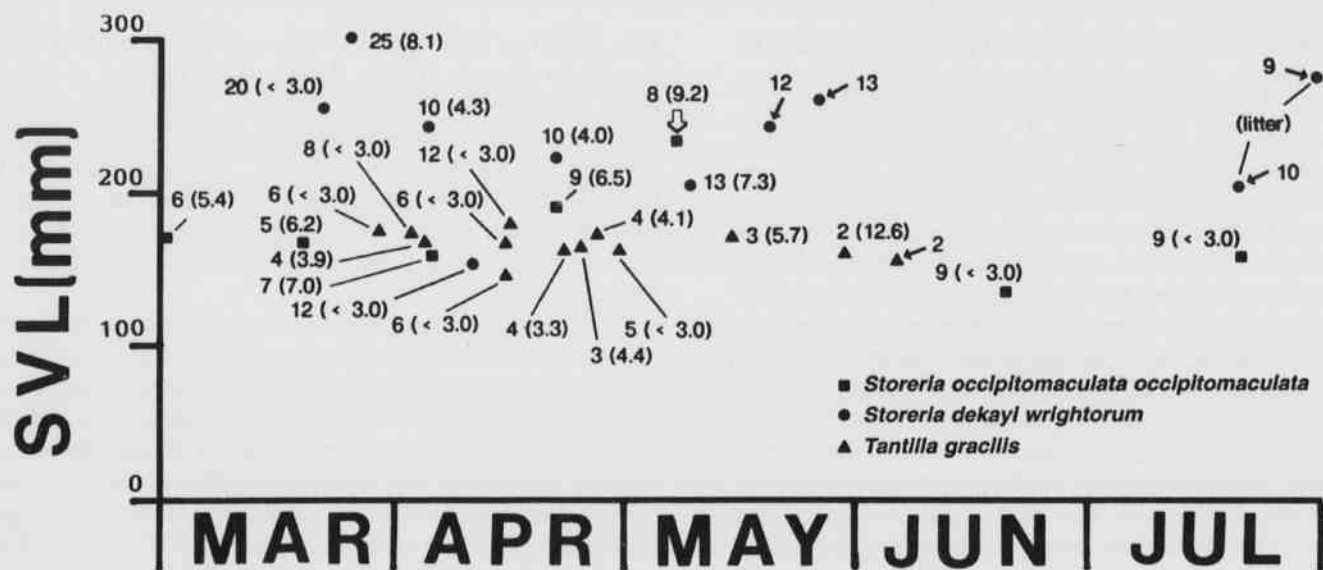 300
25 (8.1)
20 (< 3.0)
12
13
9
8 (9.2)
10 (4.3)
10 (4.0)
(litter)
8 (< 3.0)
12 (< 3.0)
9 (6.5)
13 (7.3)
10
200
6 (5.4)
6 (< 3.0)
6 (< 3.0)
4 (4.1)
5 (6.2)
3 (5.7)
2 (12.6)
2
9 (< 3.0)
4 (3.9)
7 (7.0)
9 (< 3.0)
12 (< 3.0)
6 (< 3.0)
4 (3.3)
5 (< 3.0)
3 (4.4)
100
SVL(mm)
Storeria occipitomaculata occipitomaculata
Storeria dekayi wrightorum
Tantilla gracilis
0
MAR APR MAY JUN JUL